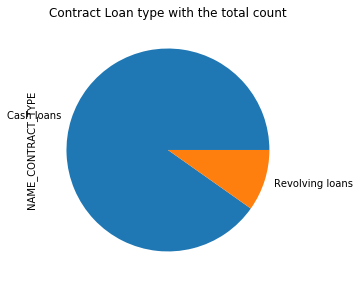 Contract Loan type with the total count
Cash loans
NAME_CONTRACT_TYPE
Revolving loans